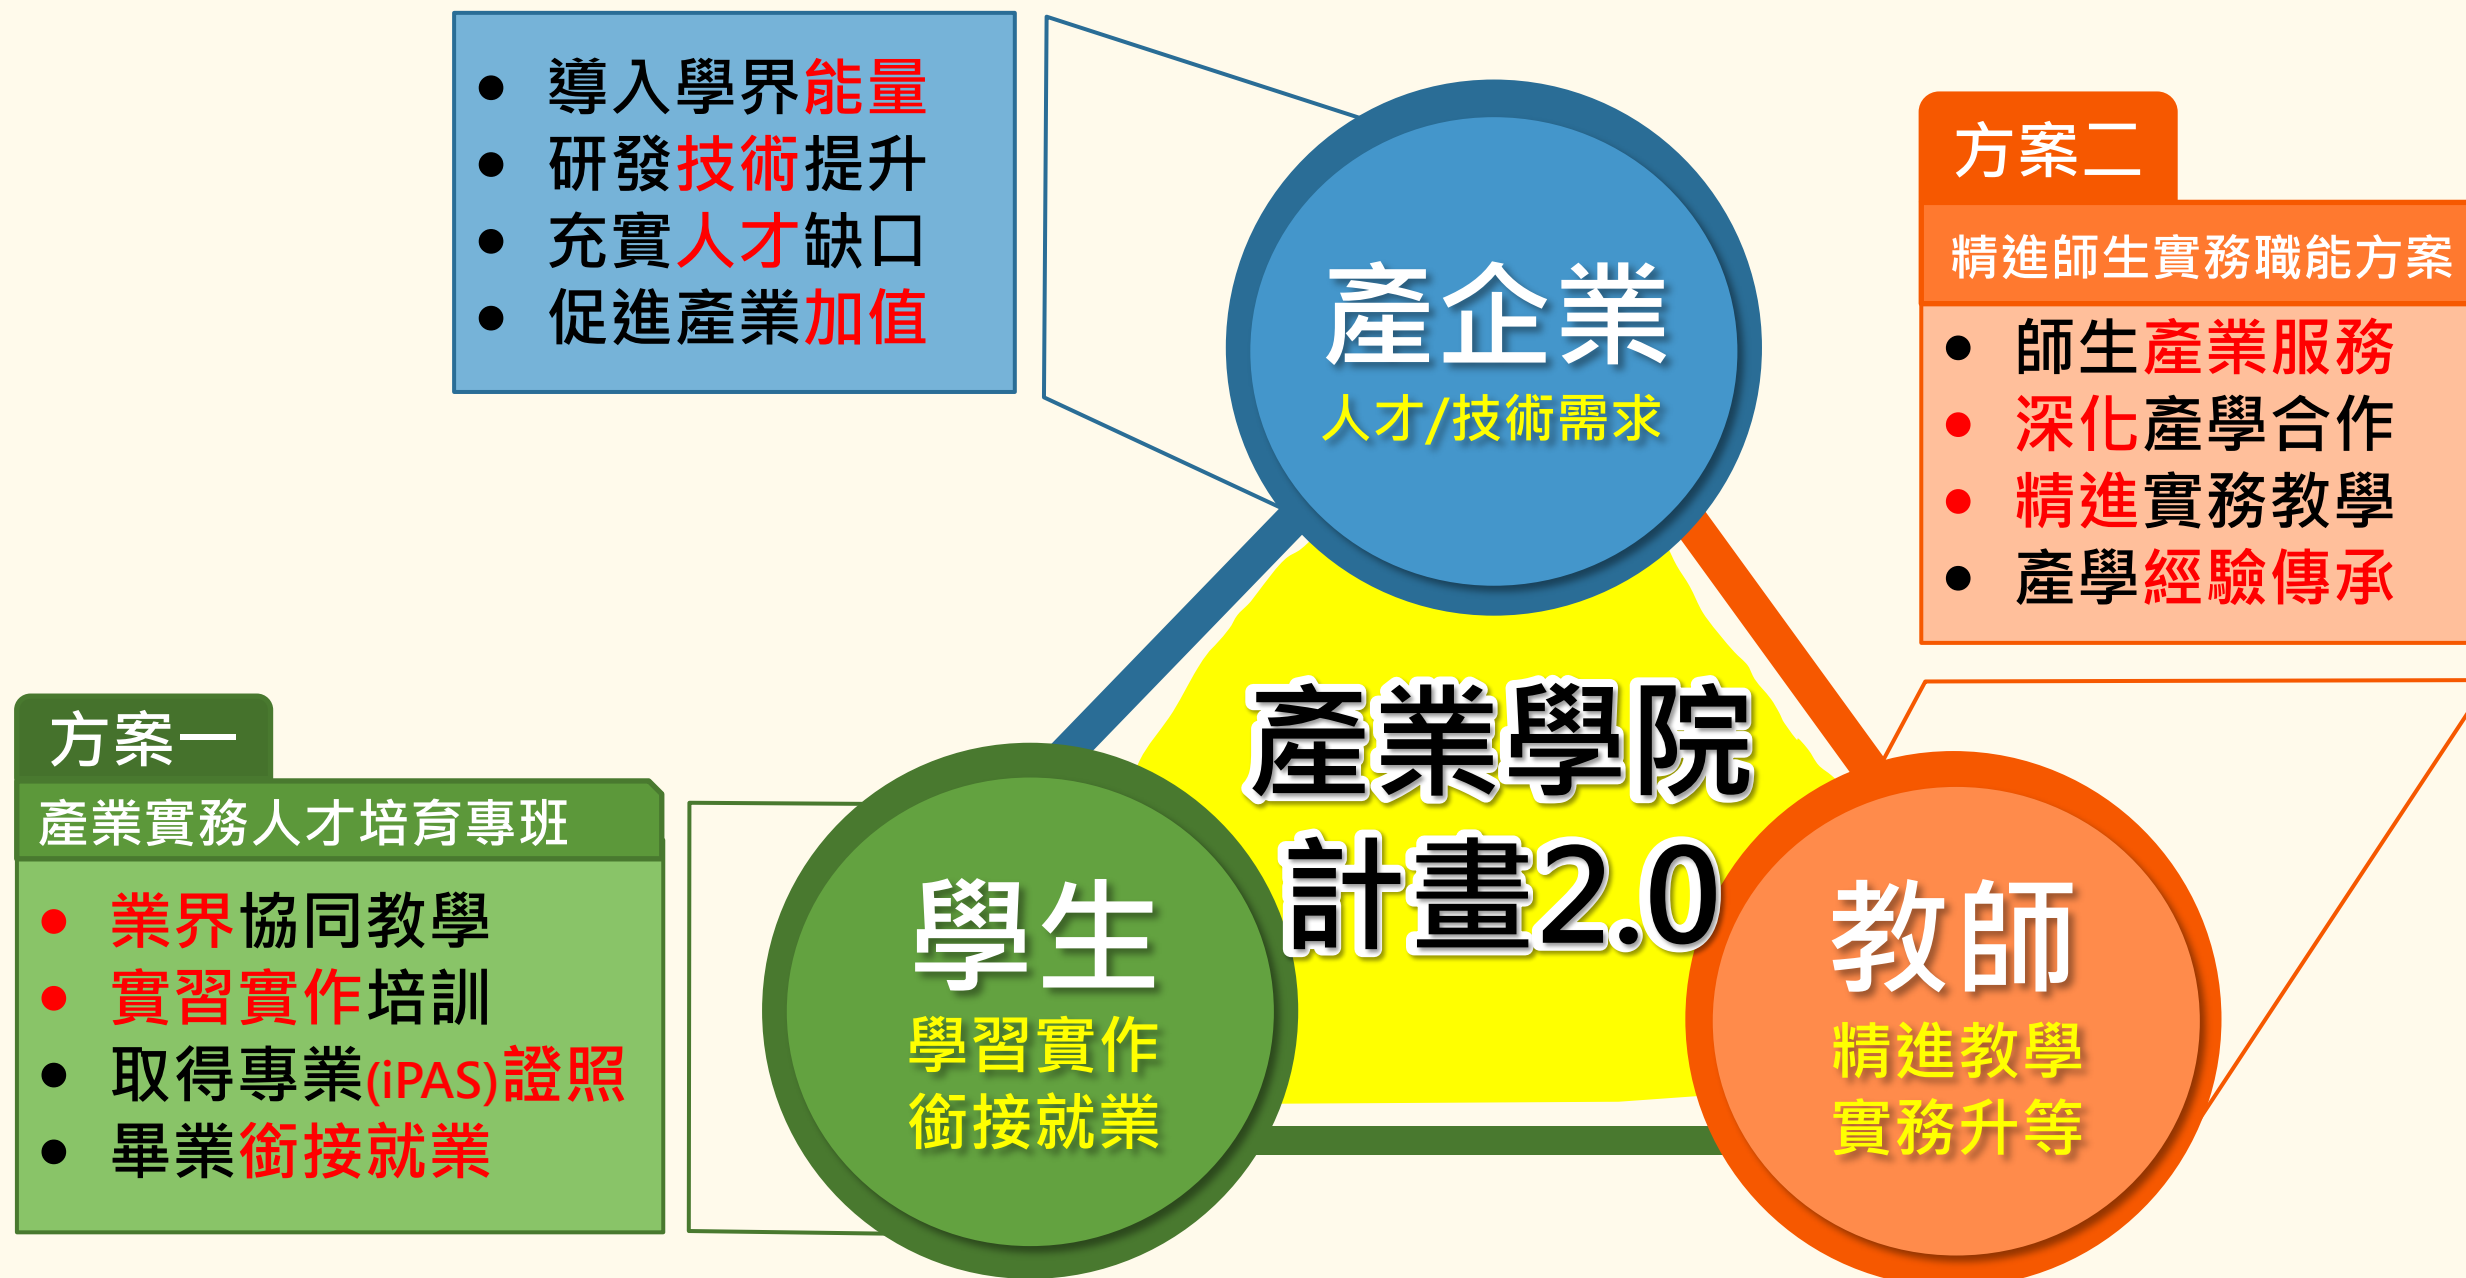 ● 導入學界能量
● 研發技術提升
● 充實人才缺口
● 促進產業加值
產企業
人才/技術需求
方案二
精進師生實務職能方案
● 師生產業服務
● 深化產學合作
● 精進實務教學
● 產學經驗傳承
產業學院
計畫2.0
方案一
產業實務人才培育專班
● 業界協同教學
● 實習實作培訓
● 取得專業(iPAS)證照
● 畢業銜接就業
學生
學習實作
銜接就業
教師
精進教學
實務升等